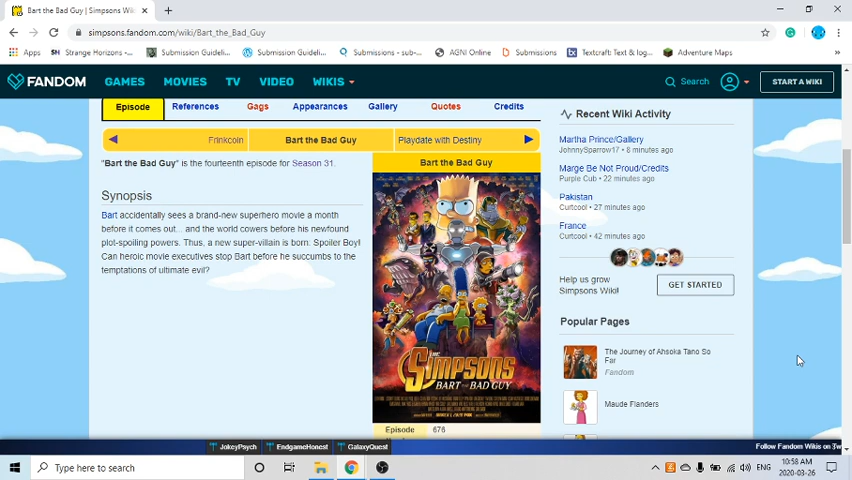 Bart the Bad Guy | Simpsons Wiki
simpsons.fandom.com/wiki/Bart_the_Bad_Guy
Apps
Strange Horizons -...
Submission Guideli...
Submission Guideli...
Submissions - sub-...
AGNI Online
Submissions
Textcraft: Text & log...
Adventure Maps
FANDOM
GAMES
MOVIES
TV
VIDEO
WIKIS
Search
START A WIKI
Episode
References
Gags
Appearances
Gallery
Quotes
Credits
Frinkcoin
Bart the Bad Guy
Playdate with Destiny
"Bart the Bad Guy" is the fourteenth episode for Season 31.
Synopsis
Bart accidentally sees a brand-new superhero movie a month
before it comes out... and the world cowers before his newfound
plot-spoiling powers. Thus, a new super-villain is born: Spoiler Boy!
Can heroic movie executives stop Bart before he succumbs to the
temptations of ultimate evil?
Bart the Bad Guy
THE
Simpsons
BART THE BAD GUY
Episode 676
Recent Wiki Activity
Martha Prince/Gallery
JohnnySparrow17 • 8 minutes ago
Marge Be Not Proud/Credits
Purple Cub • 22 minutes ago
Pakistan
Curtcool • 27 minutes ago
France
Curtcool • 42 minutes ago
Help us grow
Simpsons Wiki!
GET STARTED
Popular Pages
The Journey of Ahsoka Tano So
Far
Fandom
Maude Flanders
JokeyPsych
EndgameHonest
GalaxyQuest
Follow Fandom Wikis on Tw
Type here to search
ENG
10:58 AM
2020-03-26